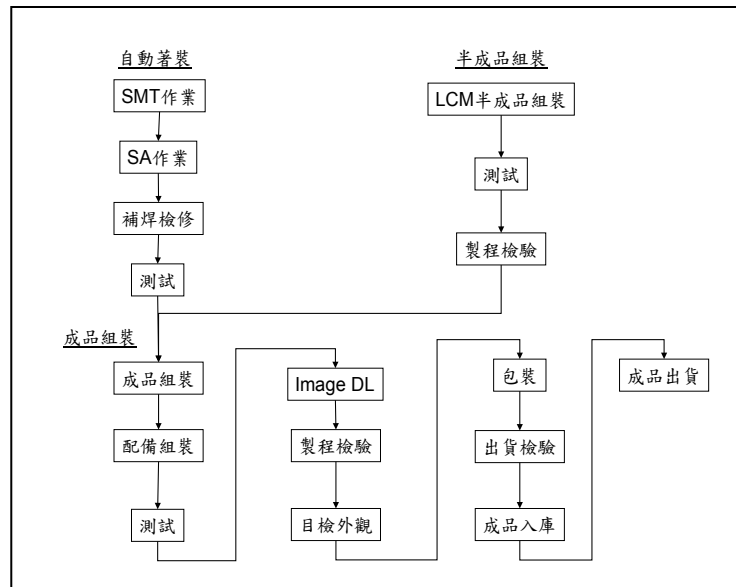 自動著裝
SMT作業
SA作業
補焊檢修
測試
半成品組裝
LCM半成品組裝
測試
製程檢驗
成品組裝
成品組裝
配備組裝
測試
Image DL
製程檢驗
目檢外觀
包裝
出貨檢驗
成品入庫
成品出貨